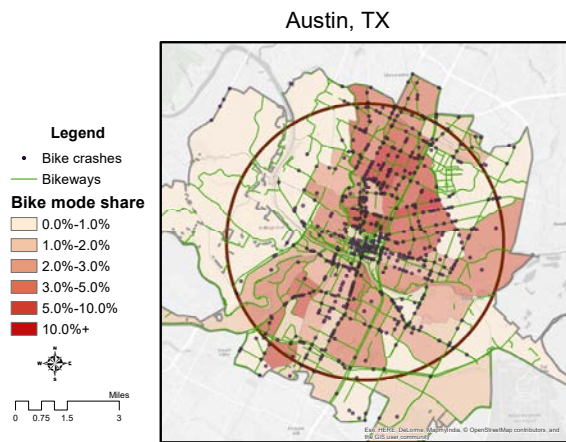 Austin, TX
Legend
Bike crashes
Bikeways
Bike mode share
0.0%-1.0%
1.0%-2.0%
2.0%-3.0%
3.0%-5.0%
5.0%-10.0%
10.0%+
N
W E
S
Miles
0 0.75 1.5 3
Esri, HERE, DeLorme, MapmyIndia, © OpenStreetMap contributors, and
the GIS user community